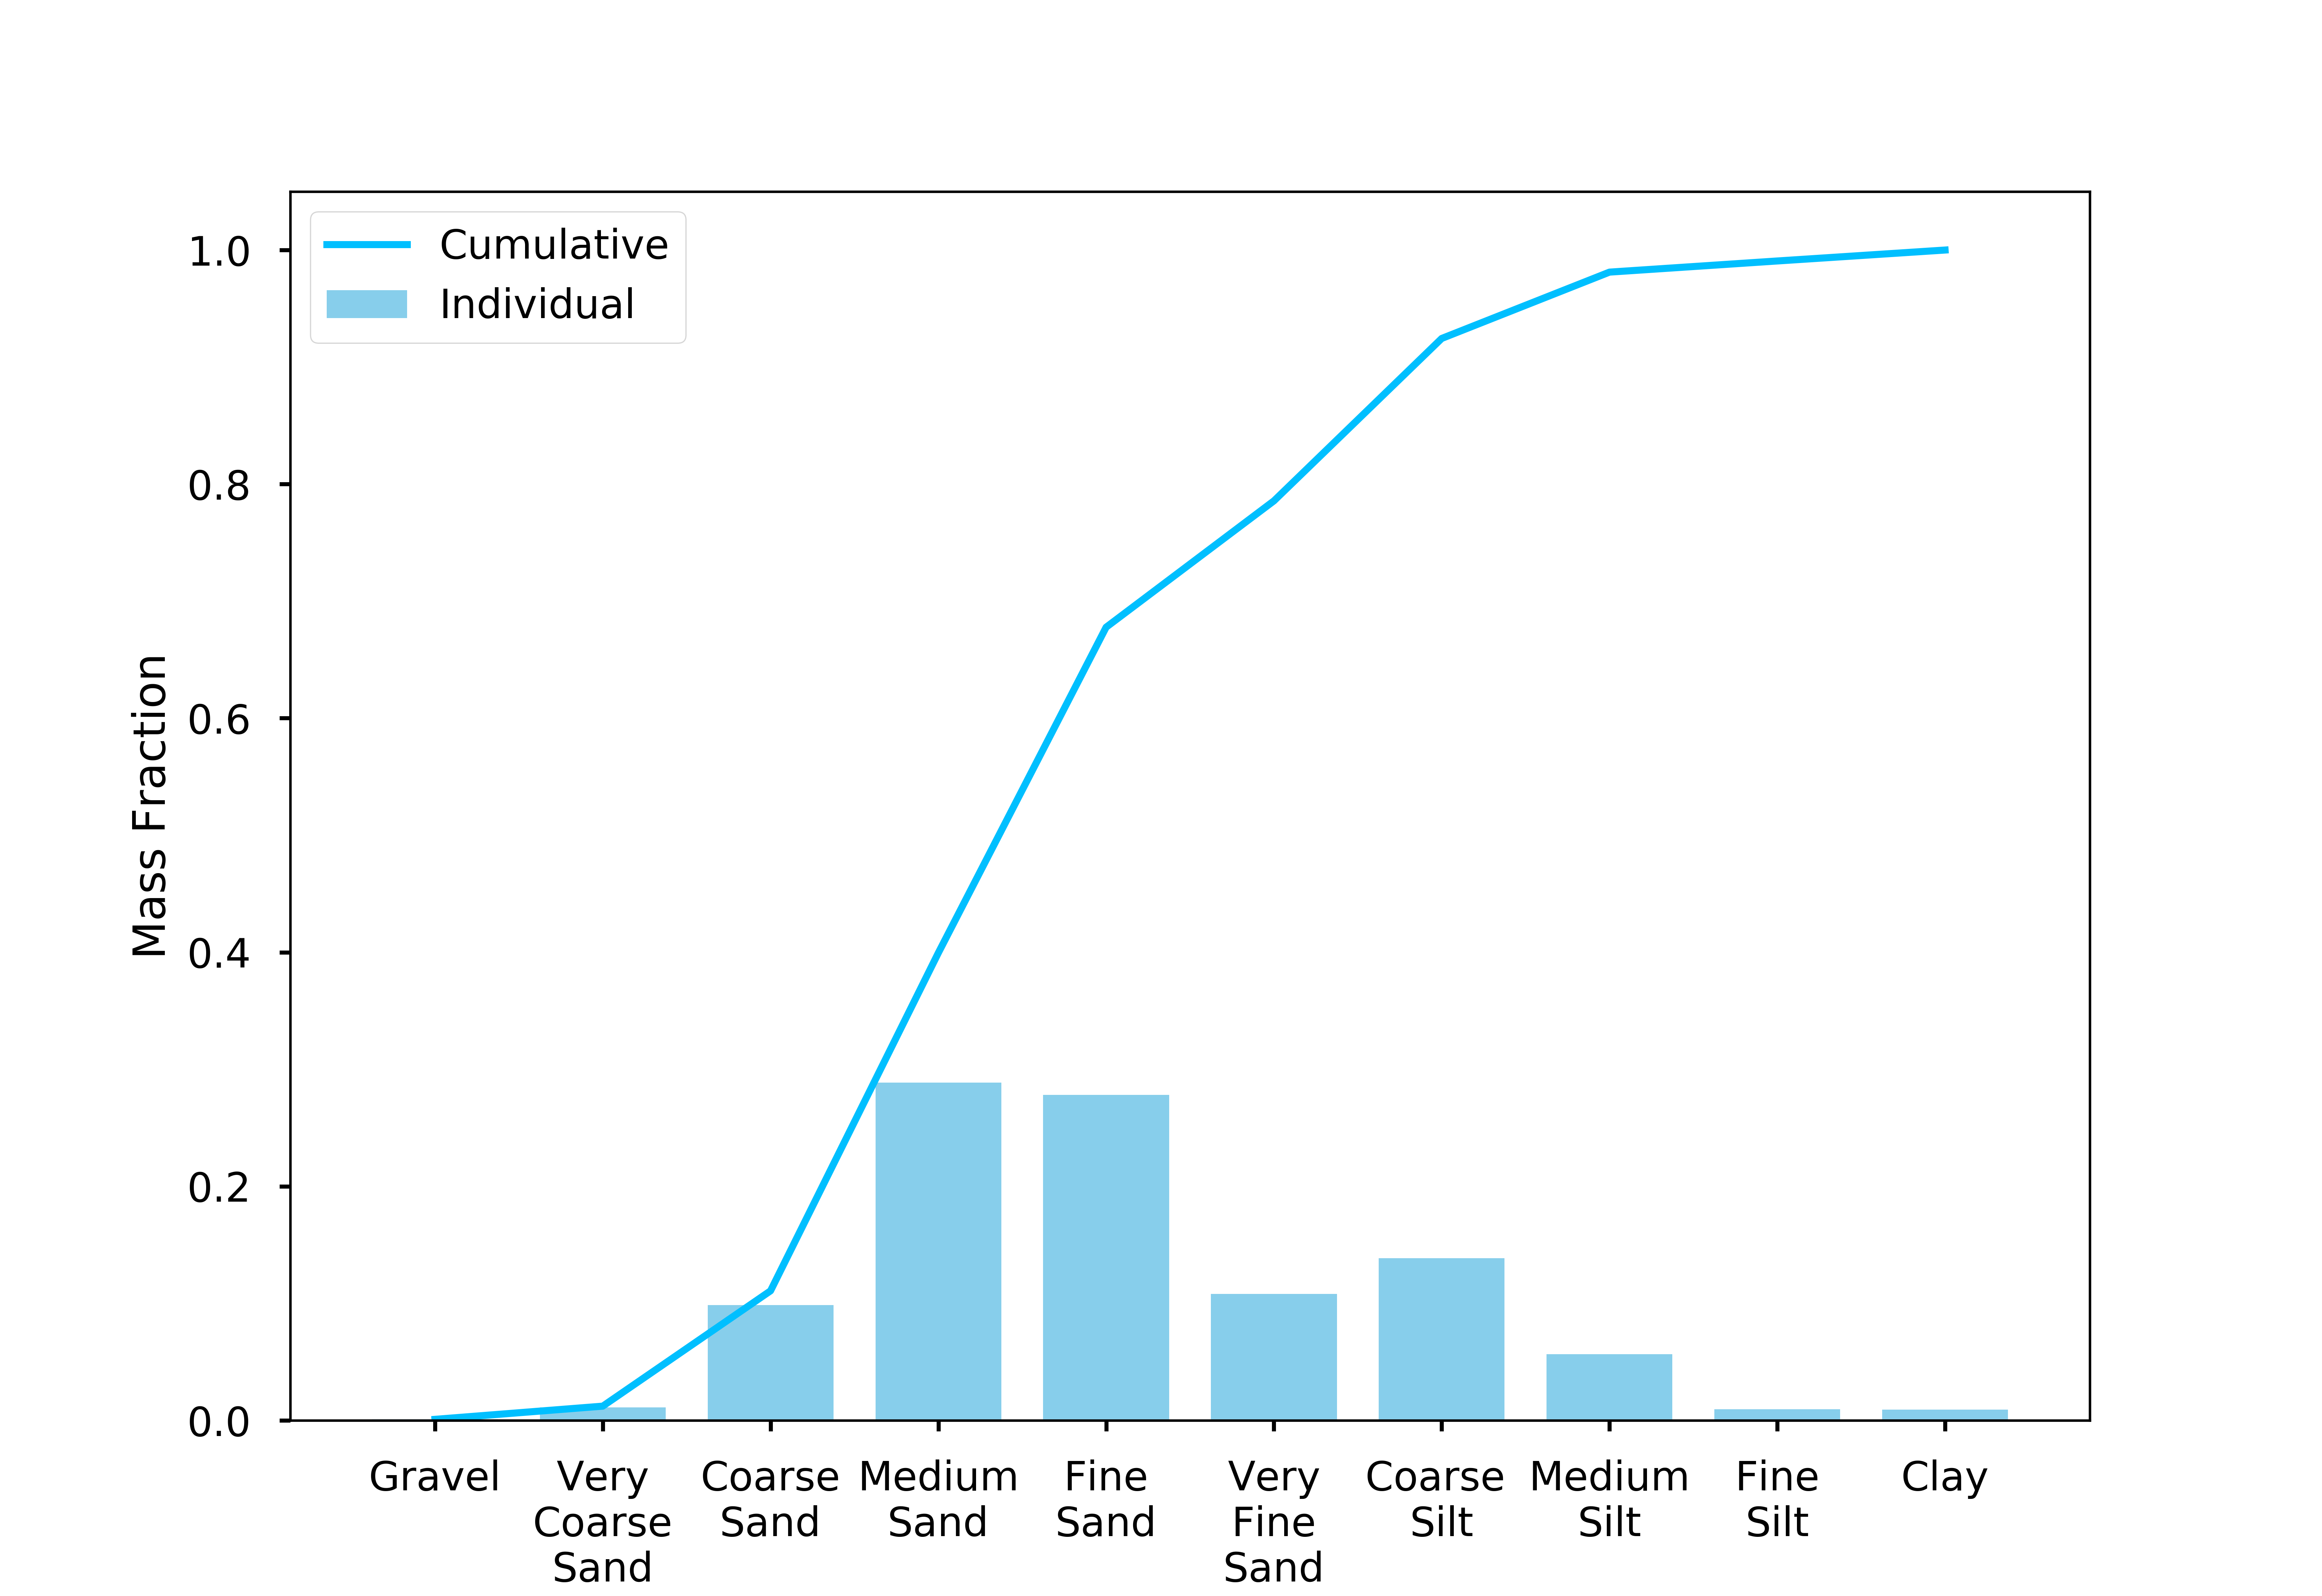 Cumulative
Individual
Mass Fraction
1.0
0.8
0.6
0.4
0.2
0.0
Gravel
Very
Coarse
Sand
Coarse
Sand
Medium
Sand
Fine
Sand
Very
Fine
Sand
Coarse
Silt
Medium
Silt
Fine
Silt
Clay